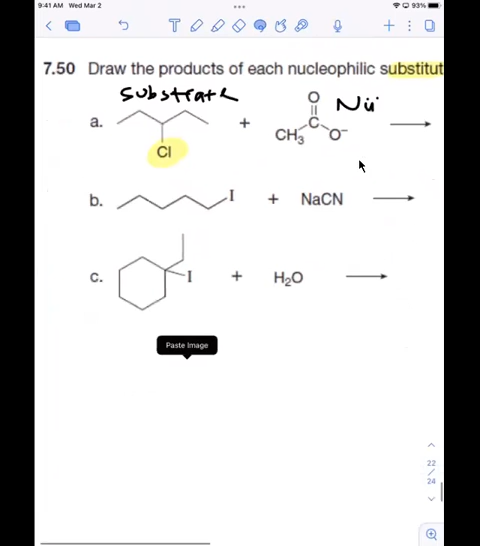 9:41 AM Wed Mar 2
93%
7.50 Draw the products of each nucleophilic substitut
substrate
a.
Cl
+
O
C
CH3
O−
Nü
b.
I
+ NaCN
c.
I
+
H2O
Paste Image
22
/
24